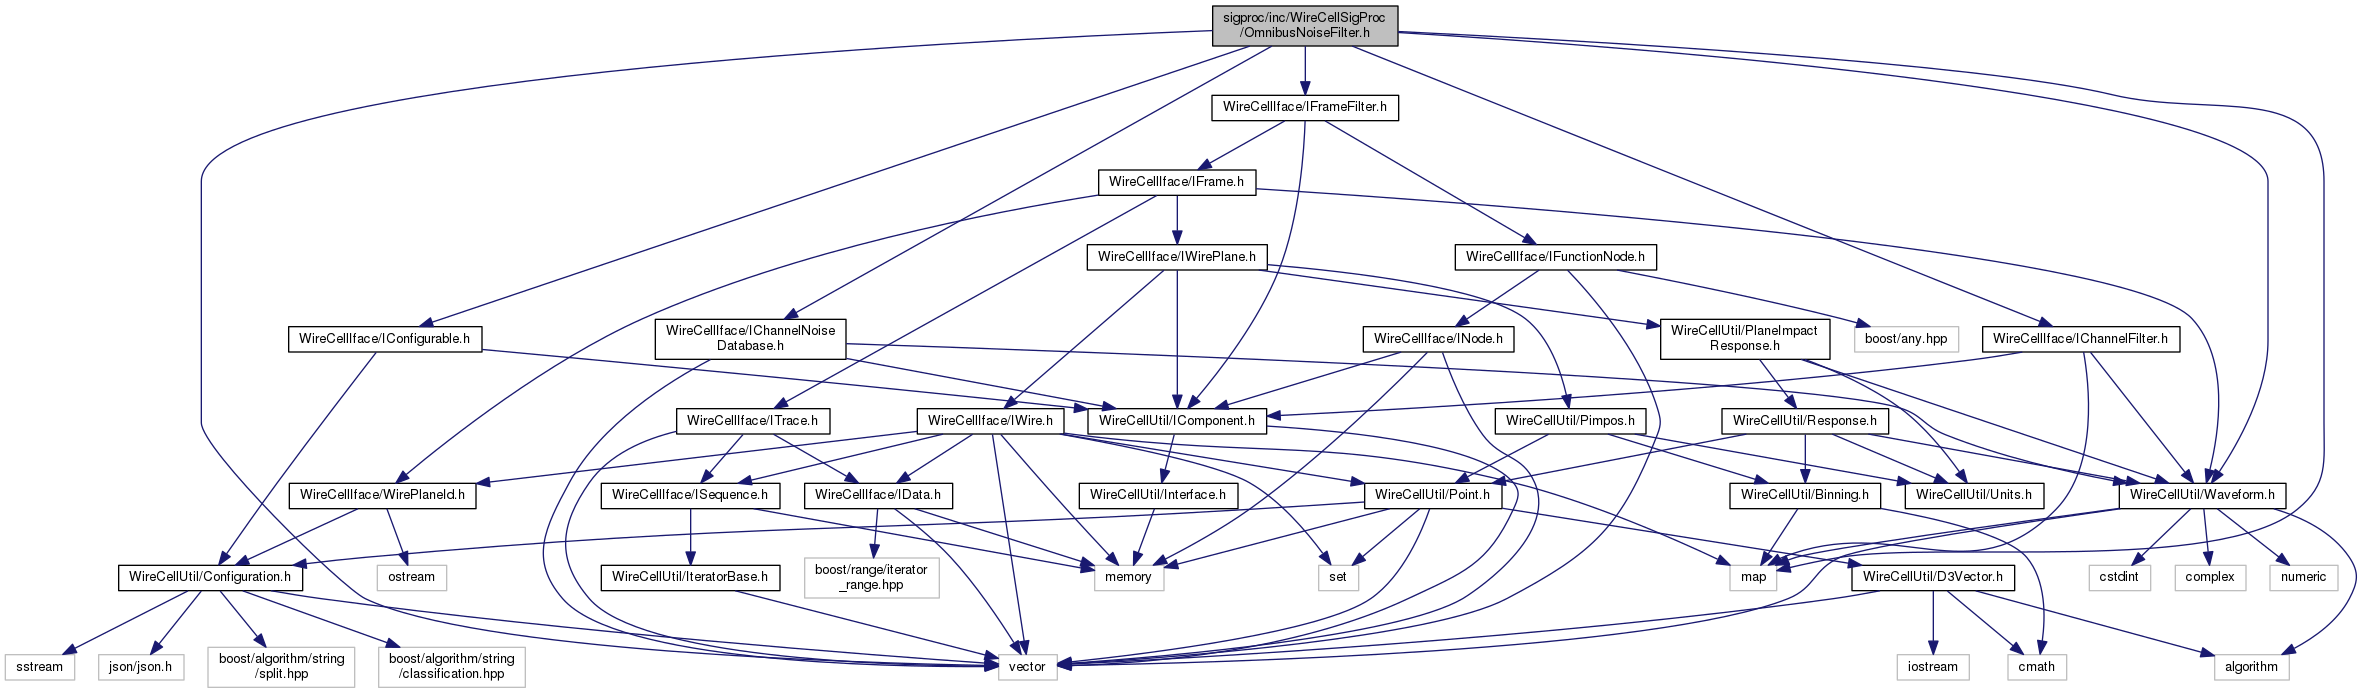 sigproc/inc/WireCellSigProc
/OmnibusNoiseFilter.h
WireCellIface/IFrameFilter.h
WireCellIface/IFrame.h
WireCellIface/IWirePlane.h
WireCellIface/IFunctionNode.h
WireCellIface/IConfigurable.h
WireCellIface/IChannelNoise
Database.h
WireCellIface/INode.h
WireCellUtil/PlaneImpact
Response.h
boost/any.hpp
WireCellIface/IChannelFilter.h
WireCellIface/ITrace.h
WireCellIface/IWire.h
WireCellUtil/IComponent.h
WireCellUtil/Pimpos.h
WireCellUtil/Response.h
WireCellIface/WirePlaneId.h
WireCellIface/ISequence.h
WireCellIface/IData.h
WireCellUtil/Interface.h
WireCellUtil/Point.h
WireCellUtil/Binning.h
WireCellUtil/Units.h
WireCellUtil/Waveform.h
WireCellUtil/Configuration.h
ostream
WireCellUtil/IteratorBase.h
boost/range/iterator
_range.hpp
memory
set
map
WireCellUtil/D3Vector.h
cstdint
complex
numeric
sstream
json/json.h
boost/algorithm/string
/split.hpp
boost/algorithm/string
/classification.hpp
vector
iostream
cmath
algorithm